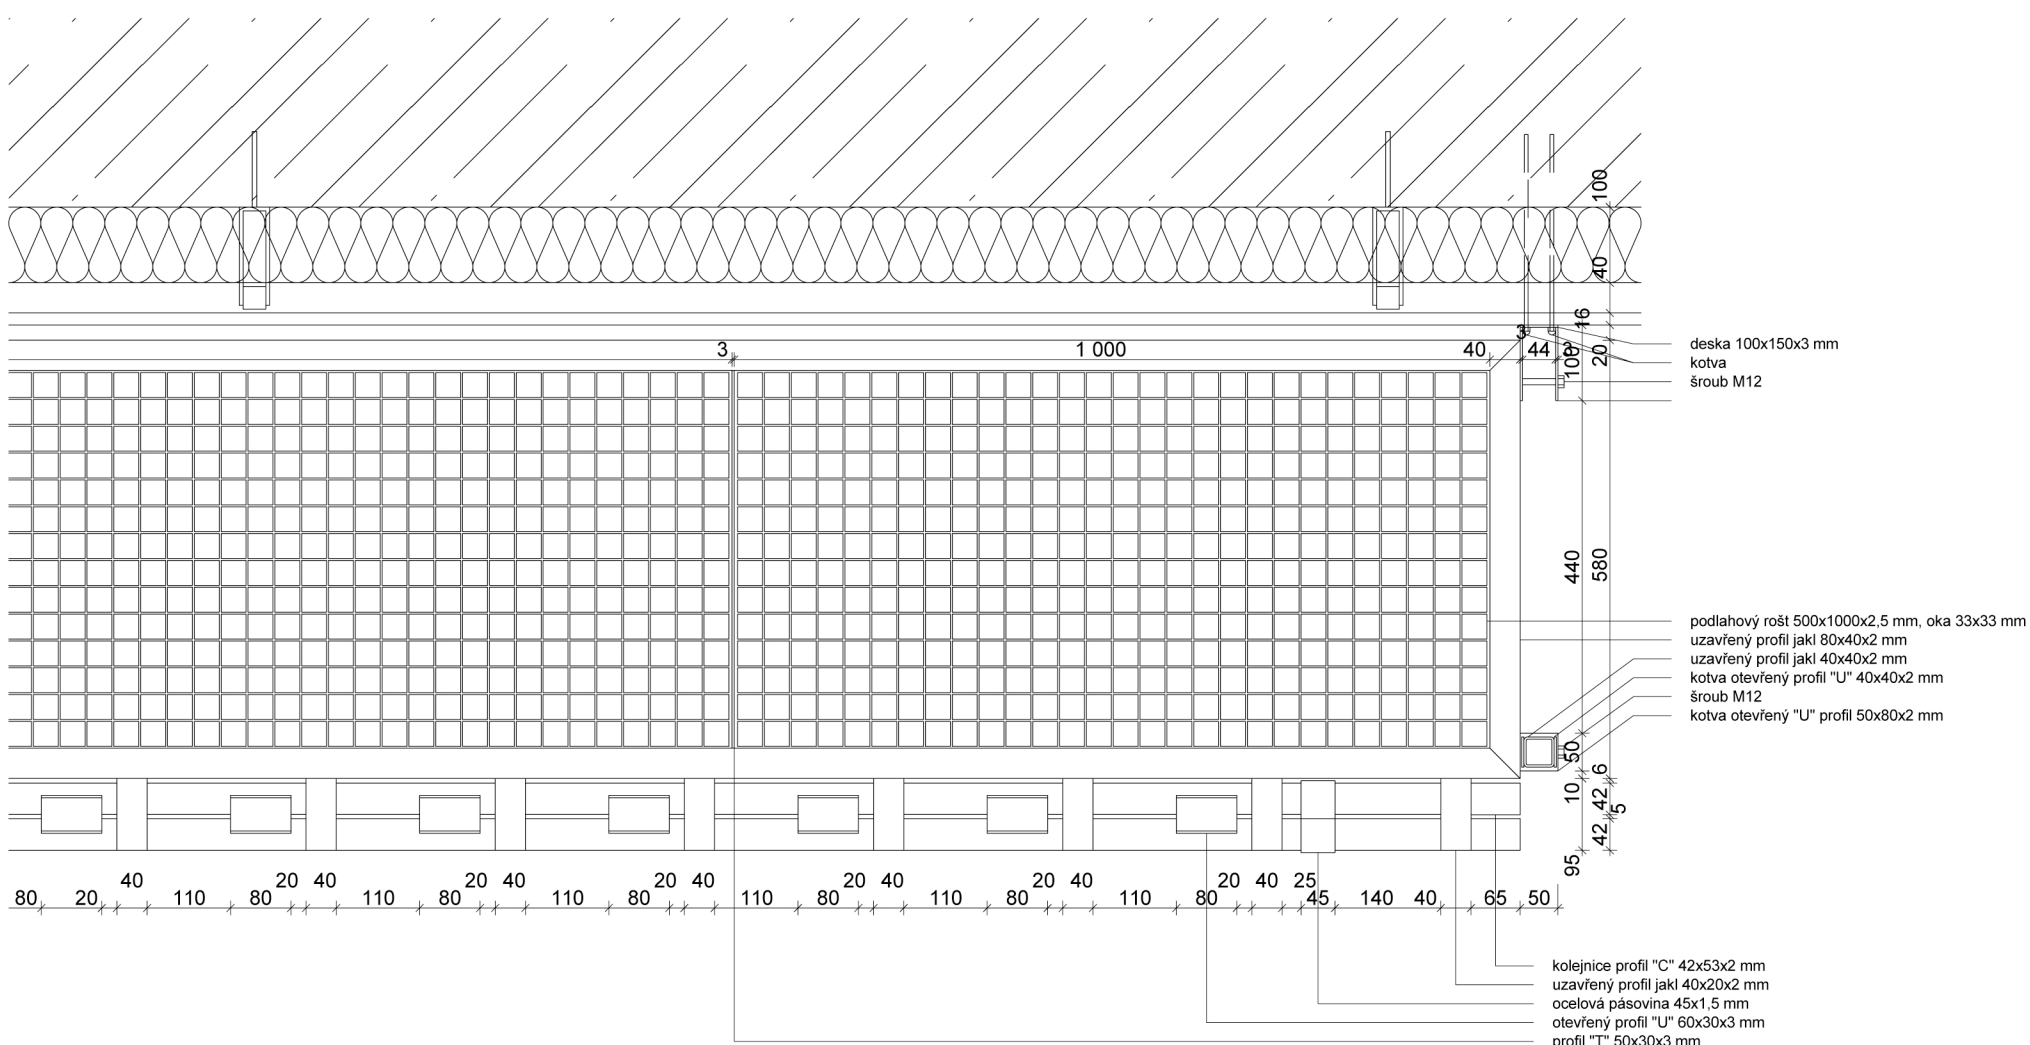 100
40
16
3 1 000 40 3 44 3 100 20
deska 100x150x3 mm
kotva
šroub M12
440 580
podlahový rošt 500x1000x2,5 mm, oka 33x33 mm
uzavřený profil jakl 80x40x2 mm
uzavřený profil jakl 40x40x2 mm
kotva otevřený profil "U" 40x40x2 mm
šroub M12
kotva otevřený "U" profil 50x80x2 mm
50 6
10 42 5
42
95
40 20 40 20 40 20 40 20 40 20 40 20 40 25
80 20 110 80 110 80 110 80 110 80 110 80 110 80 45 140 40 65 50
kolejnice profil "C" 42x53x2 mm
uzavřený profil jakl 40x20x2 mm
ocelová pásovina 45x1,5 mm
otevřený profil "U" 60x30x3 mm
profil "T" 50x30x3 mm